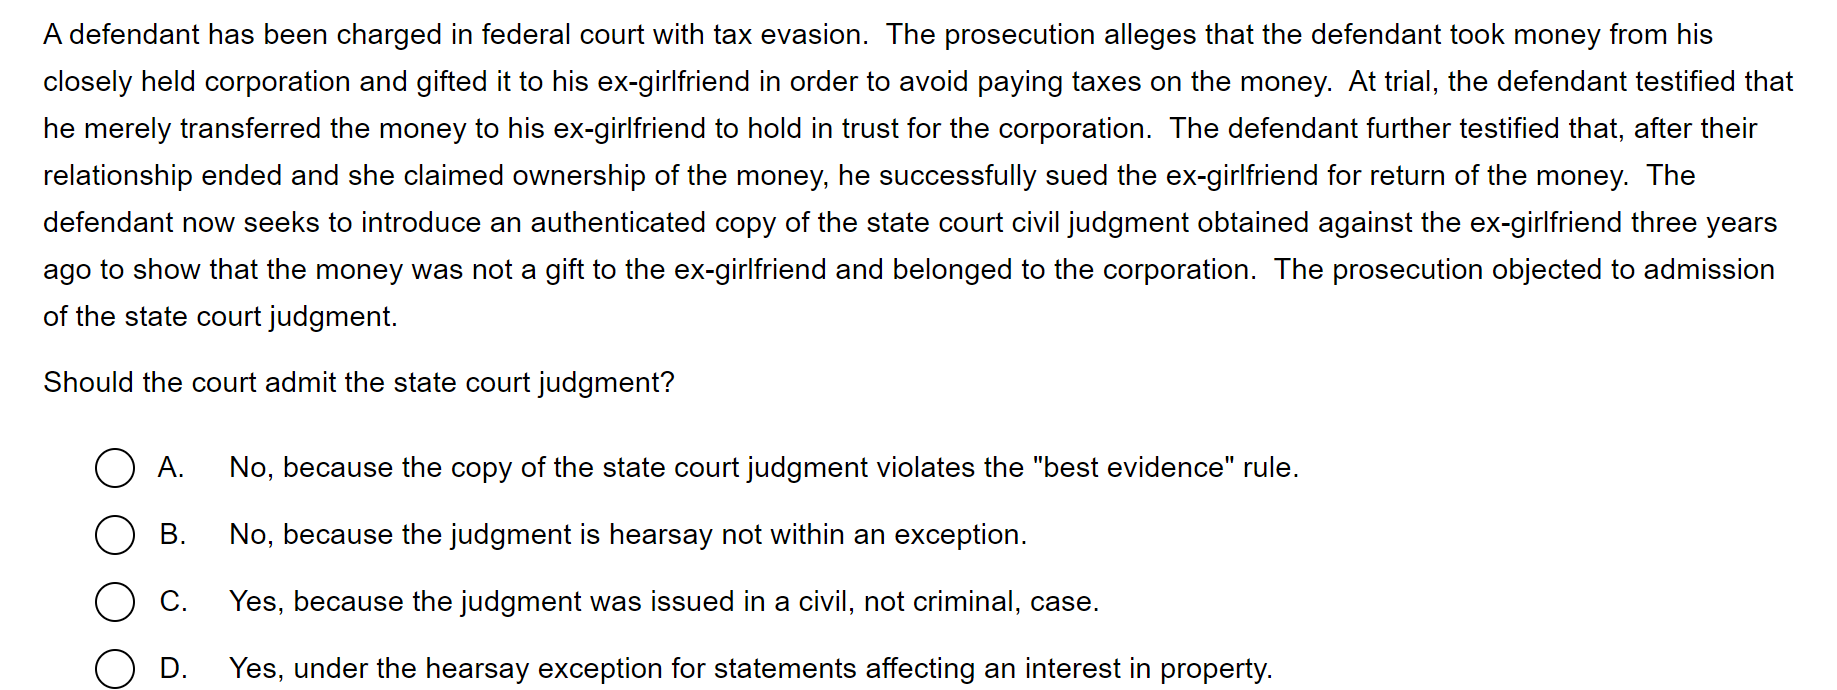 A defendant has been charged in federal court with tax evasion.  The prosecution alleges that the defendant took money from his
closely held corporation and gifted it to his ex-girlfriend in order to avoid paying taxes on the money.  At trial, the defendant testified that
he merely transferred the money to his ex-girlfriend to hold in trust for the corporation.  The defendant further testified that, after their
relationship ended and she claimed ownership of the money, he successfully sued the ex-girlfriend for return of the money.  The
defendant now seeks to introduce an authenticated copy of the state court civil judgment obtained against the ex-girlfriend three years
ago to show that the money was not a gift to the ex-girlfriend and belonged to the corporation.  The prosecution objected to admission
of the state court judgment.
Should the court admit the state court judgment?
A. No, because the copy of the state court judgment violates the "best evidence" rule.
B. No, because the judgment is hearsay not within an exception.
C. Yes, because the judgment was issued in a civil, not criminal, case.
D. Yes, under the hearsay exception for statements affecting an interest in property.